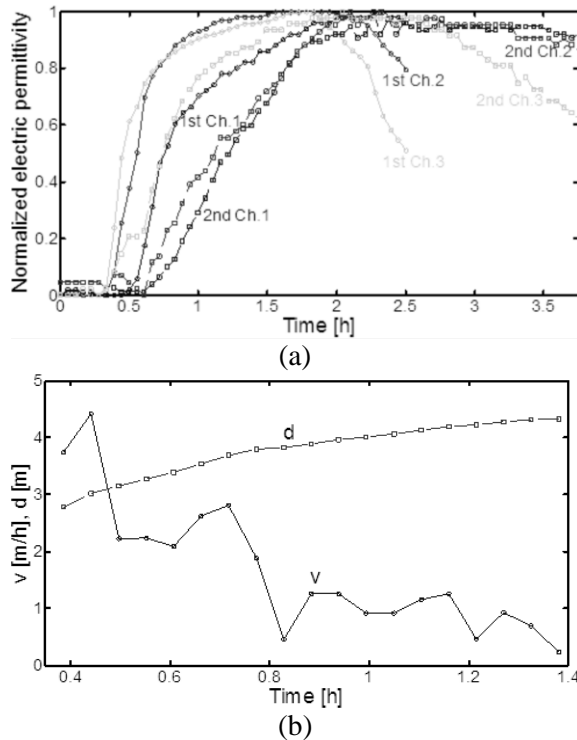 Normalized electric permittivity
1
0.8
0.6
0.4
0.2
0
1st Ch.1
2nd Ch.1
1st Ch.2
2nd Ch.2
1st Ch.3
2nd Ch.3
0 0.5 1 1.5 2 2.5 3 3.5
Time [h]
(a)
v [m/h], d [m]
5
4
3
2
1
0
d
v
0.4 0.6 0.8 1 1.2 1.4
Time [h]
(b)